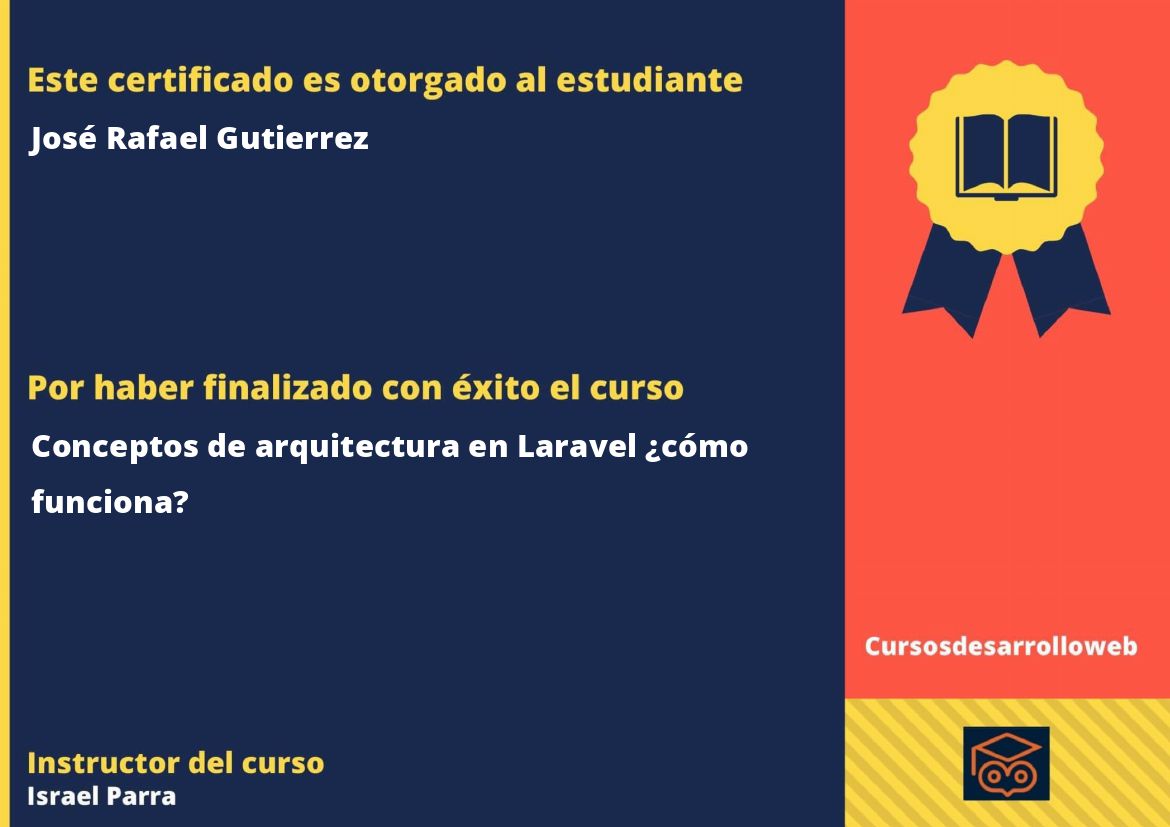 Este certificado es otorgado al estudiante
José Rafael Gutierrez
Por haber finalizado con éxito el curso
Conceptos de arquitectura en Laravel ¿cómo
funciona?
Cursosdesarrolloweb
Instructor del curso
Israel Parra